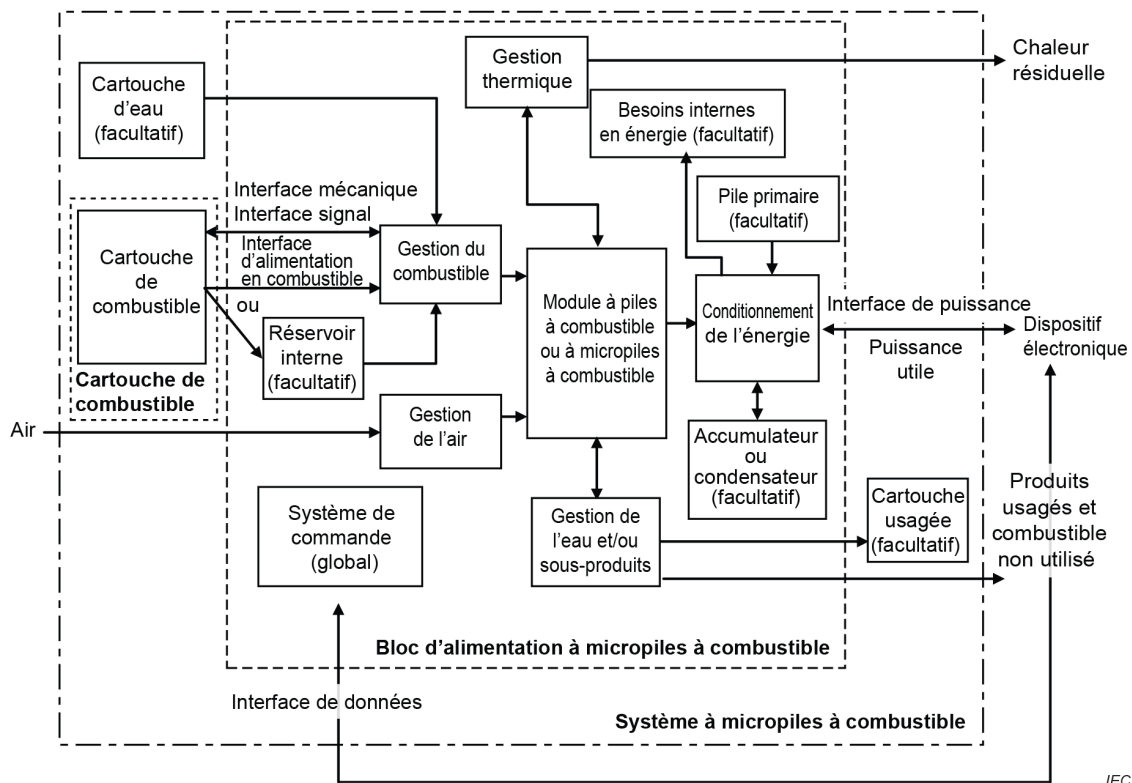 Gestion
thermique
Chaleur
résiduelle
Cartouche
d'eau
(facultatif)
Besoins internes
en énergie (facultatif)
Interface mécanique
Interface signal
Pile primaire
(facultatif)
Cartouche
de
combustible
Interface
d'alimentation
en combustible
ou
Gestion du
combustible
Réservoir
interne
(facultatif)
Cartouche de
combustible
Module à piles
à combustible
ou à micropiles
à combustible
Conditionnement
de l'énergie
Interface de puissance
Puissance
utile
Dispositif
électronique
Air
Gestion
de l'air
Accumulateur
ou
condensateur
(facultatif)
Système de
commande
(global)
Gestion de
l'eau et/ou
sous-produits
Cartouche
usagée
(facultatif)
Produits
usagés et
combustible
non utilisé
Bloc d'alimentation à micropiles à combustible
Interface de données
Système à micropiles à combustible
IEC